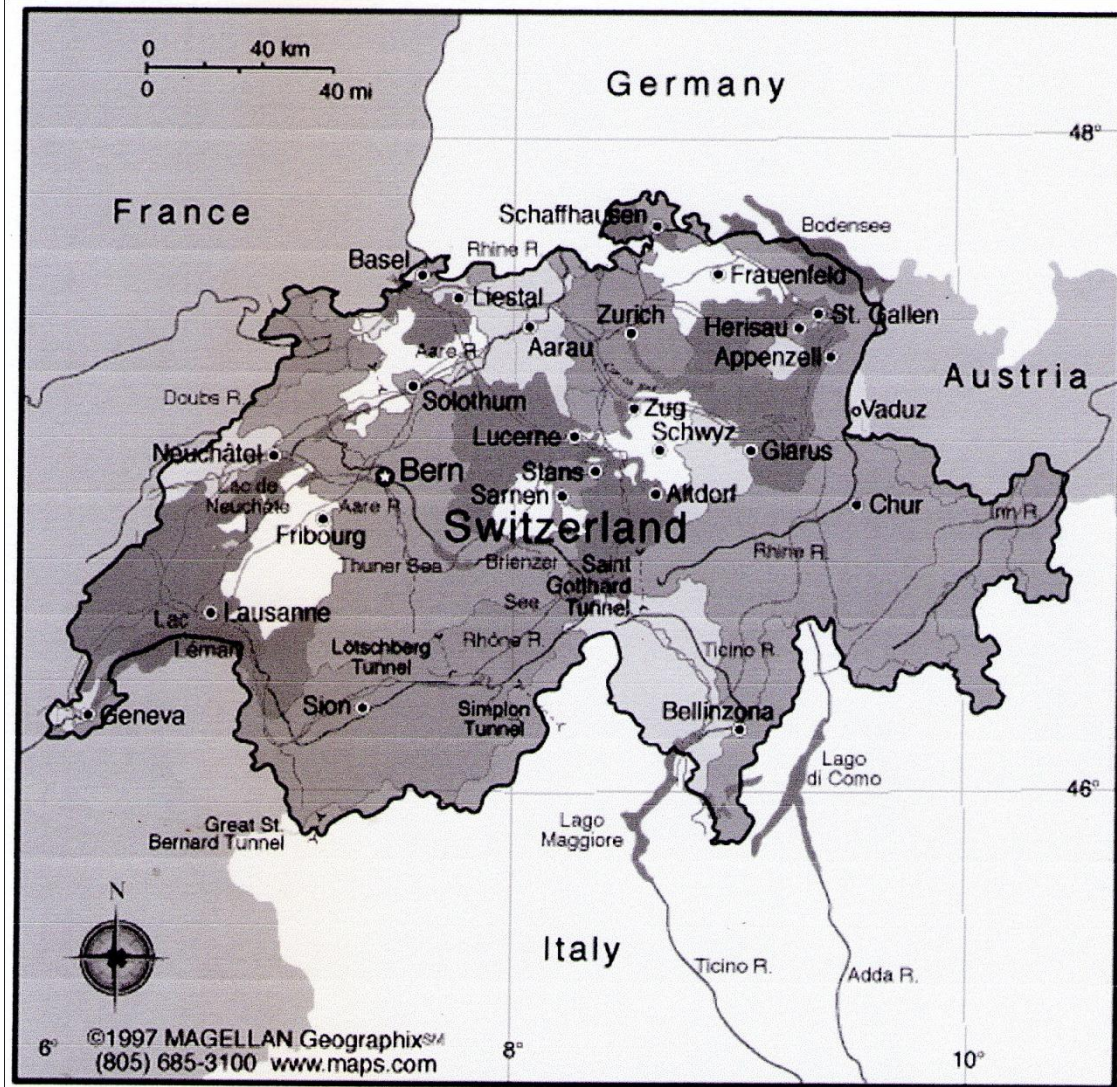 0 40 km
0 40 mi
Germany
48°
France
Schaffhausen
Bodensee
Rhine R
Basel
Frauenfeld
Liestal
Zurich
St. Gallen
Herisau
Aarau
Aare R
Appenzell
Austria
Doubs R.
Solothurn
Zug
Vaduz
Lucerne
Schwyz
Neuchâtel
Glarus
Bern
Stans
Lac de
Neuchâte
Sarnen
Altdorf
Aare R
Chur
Inn R.
Fribourg
Switzerland
Rhine R.
Thuner Sea
Brienzer
See
Saint
Gotthard
Tunnel
Lausanne
Lac
Léman
Lötschberg
Tunnel
Rhône R.
Ticino R
Sion
Simplon
Tunnel
Geneva
Bellinzona
Lago
di Como
46°
Great St.
Bernard Tunnel
Lago
Maggiore
N
Italy
Ticino R.
Adda R.
©1997 MAGELLAN Geographix℠
(805) 685-3100 www.maps.com
6°
8°
10°